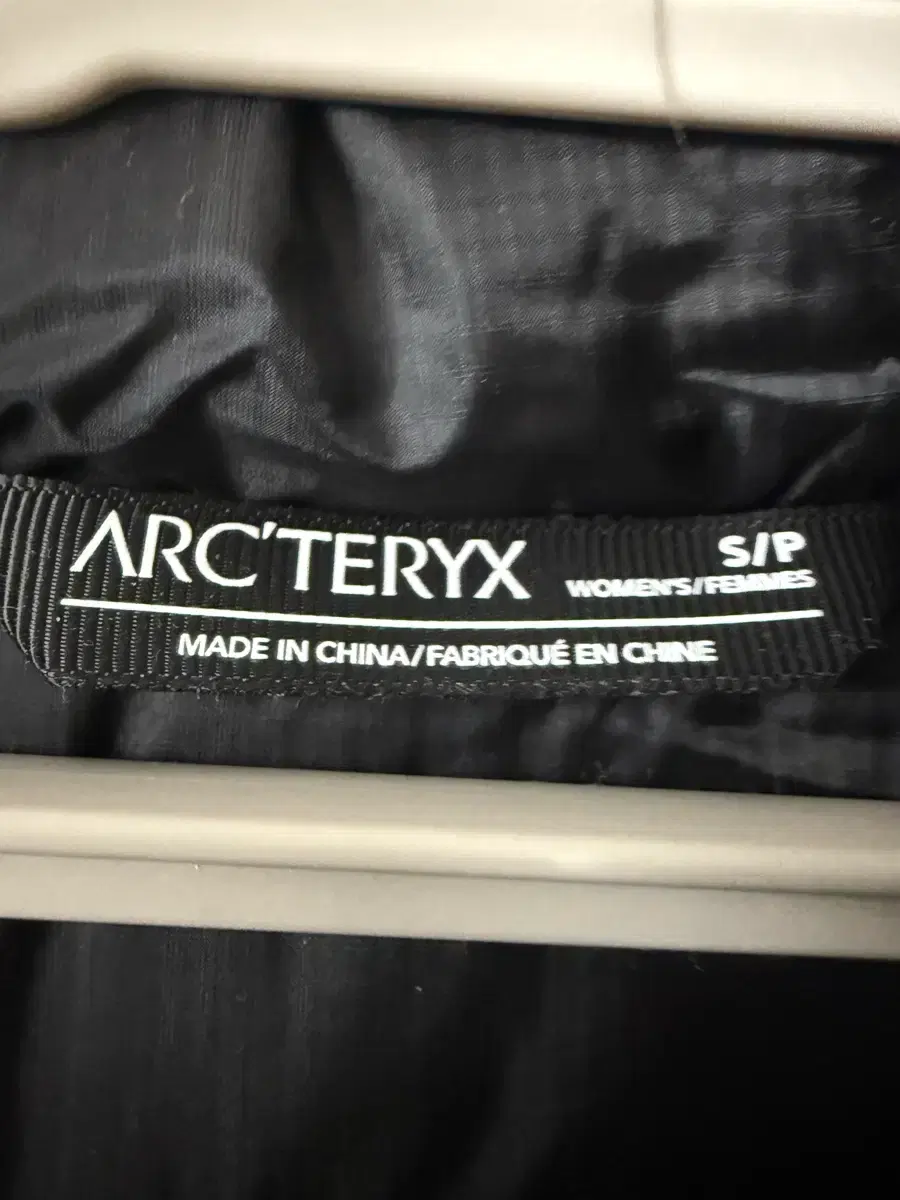 ARC'TERYX S/P
WOMEN'S/FEMMES
MADE IN CHINA/FABRIQUÉ EN CHINE